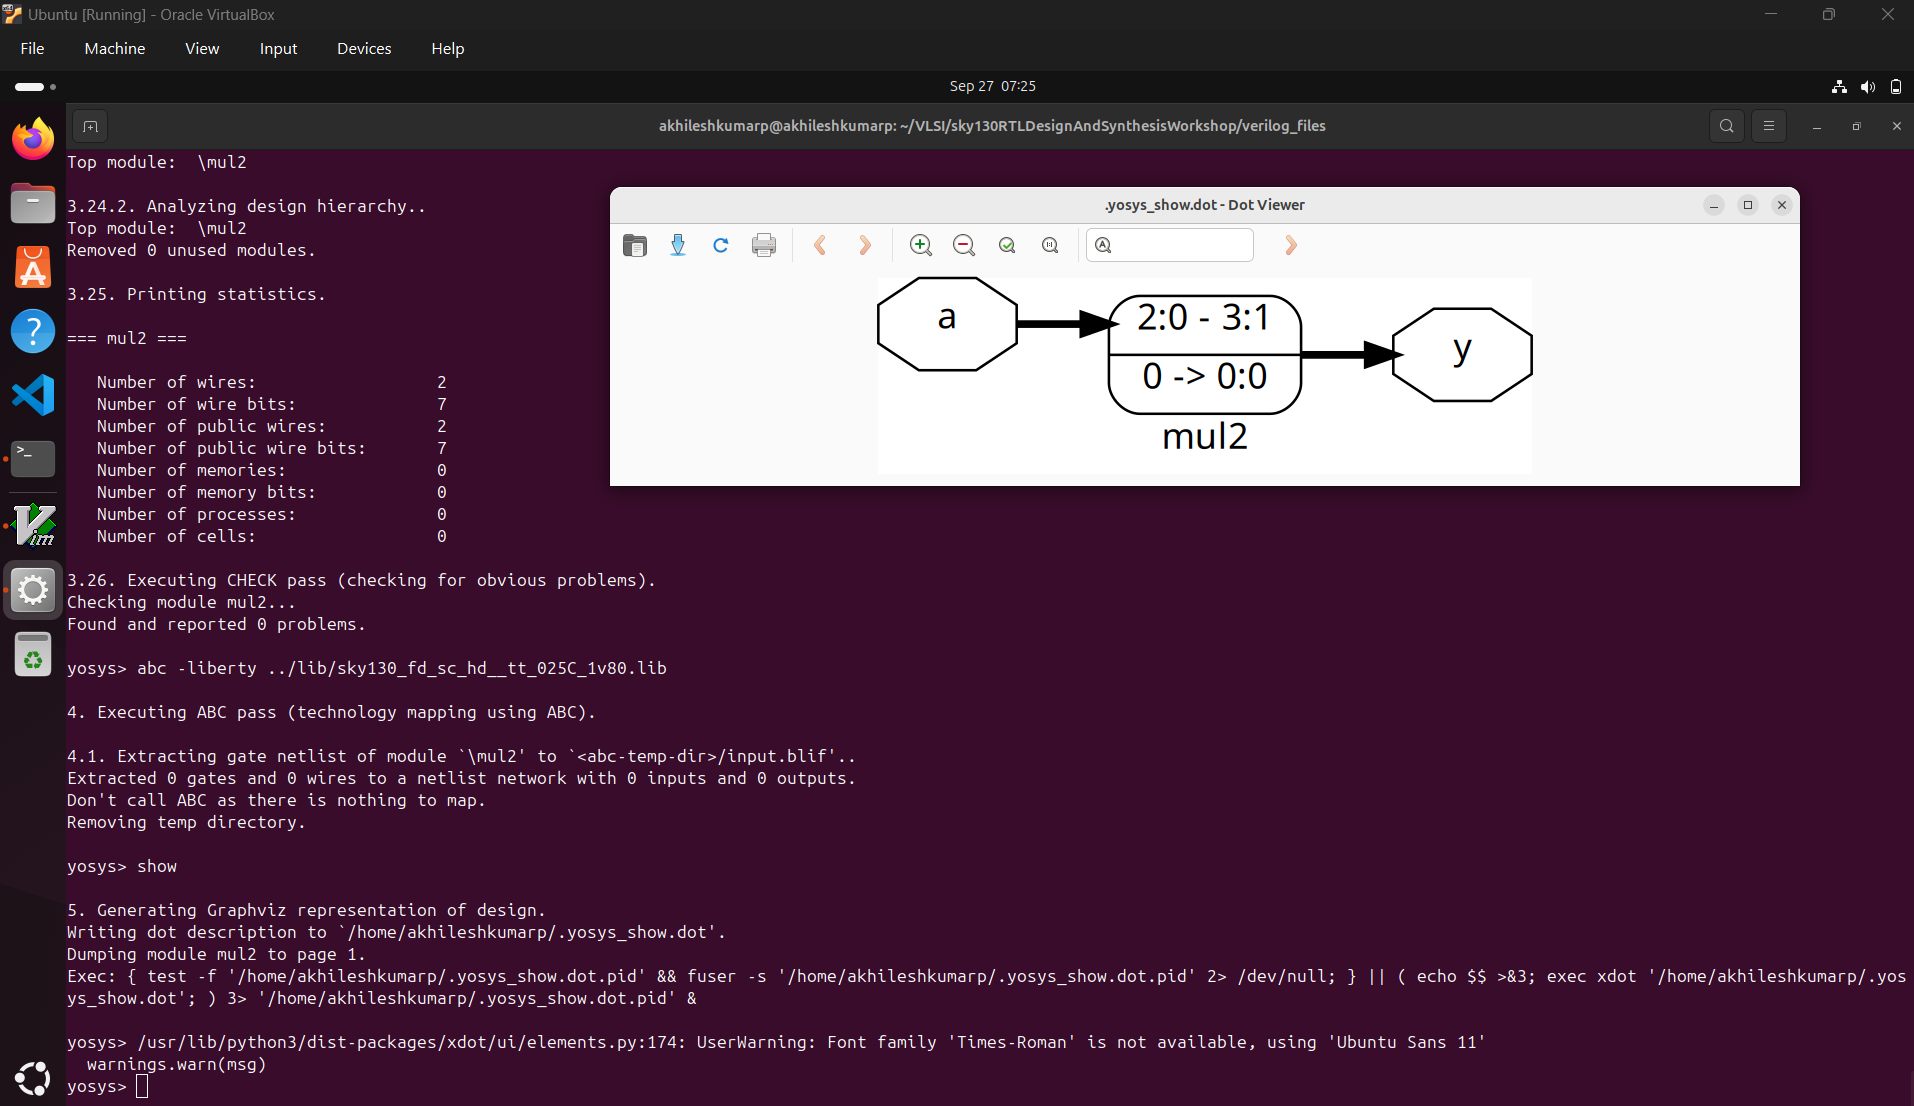 Ubuntu [Running] - Oracle VirtualBox
File Machine View Input Devices Help
Sep 27 07:25
akhileshkumarp@akhileshkumarp: ~/VLSI/sky130RTLDesignAndSynthesisWorkshop/verilog_files
Top module:  \mul2
3.24.2. Analyzing design hierarchy..
Top module:  \mul2
Removed 0 unused modules.
3.25. Printing statistics.
=== mul2 ===
Number of wires: 2
Number of wire bits: 7
Number of public wires: 2
Number of public wire bits: 7
Number of memories: 0
Number of memory bits: 0
Number of processes: 0
Number of cells: 0
3.26. Executing CHECK pass (checking for obvious problems).
Checking module mul2...
Found and reported 0 problems.
yosys> abc -liberty ../lib/sky130_fd_sc_hd__tt_025C_1v80.lib
4. Executing ABC pass (technology mapping using ABC).
4.1. Extracting gate netlist of module `\mul2' to `<abc-temp-dir>/input.blif'..
Extracted 0 gates and 0 wires to a netlist network with 0 inputs and 0 outputs.
Don't call ABC as there is nothing to map.
Removing temp directory.
yosys> show
5. Generating Graphviz representation of design.
Writing dot description to `/home/akhileshkumarp/.yosys_show.dot'.
Dumping module mul2 to page 1.
Exec: { test -f '/home/akhileshkumarp/.yosys_show.dot.pid' && fuser -s '/home/akhileshkumarp/.yosys_show.dot.pid' 2> /dev/null; } || ( echo $$ >&3; exec xdot '/home/akhileshkumarp/.yos
ys_show.dot'; ) 3> '/home/akhileshkumarp/.yosys_show.dot.pid' &
yosys> /usr/lib/python3/dist-packages/xdot/ui/elements.py:174: UserWarning: Font family 'Times-Roman' is not available, using 'Ubuntu Sans 11'
warnings.warn(msg)
yosys>
.yosys_show.dot - Dot Viewer
a
2:0 - 3:1
0 -> 0:0
y
mul2